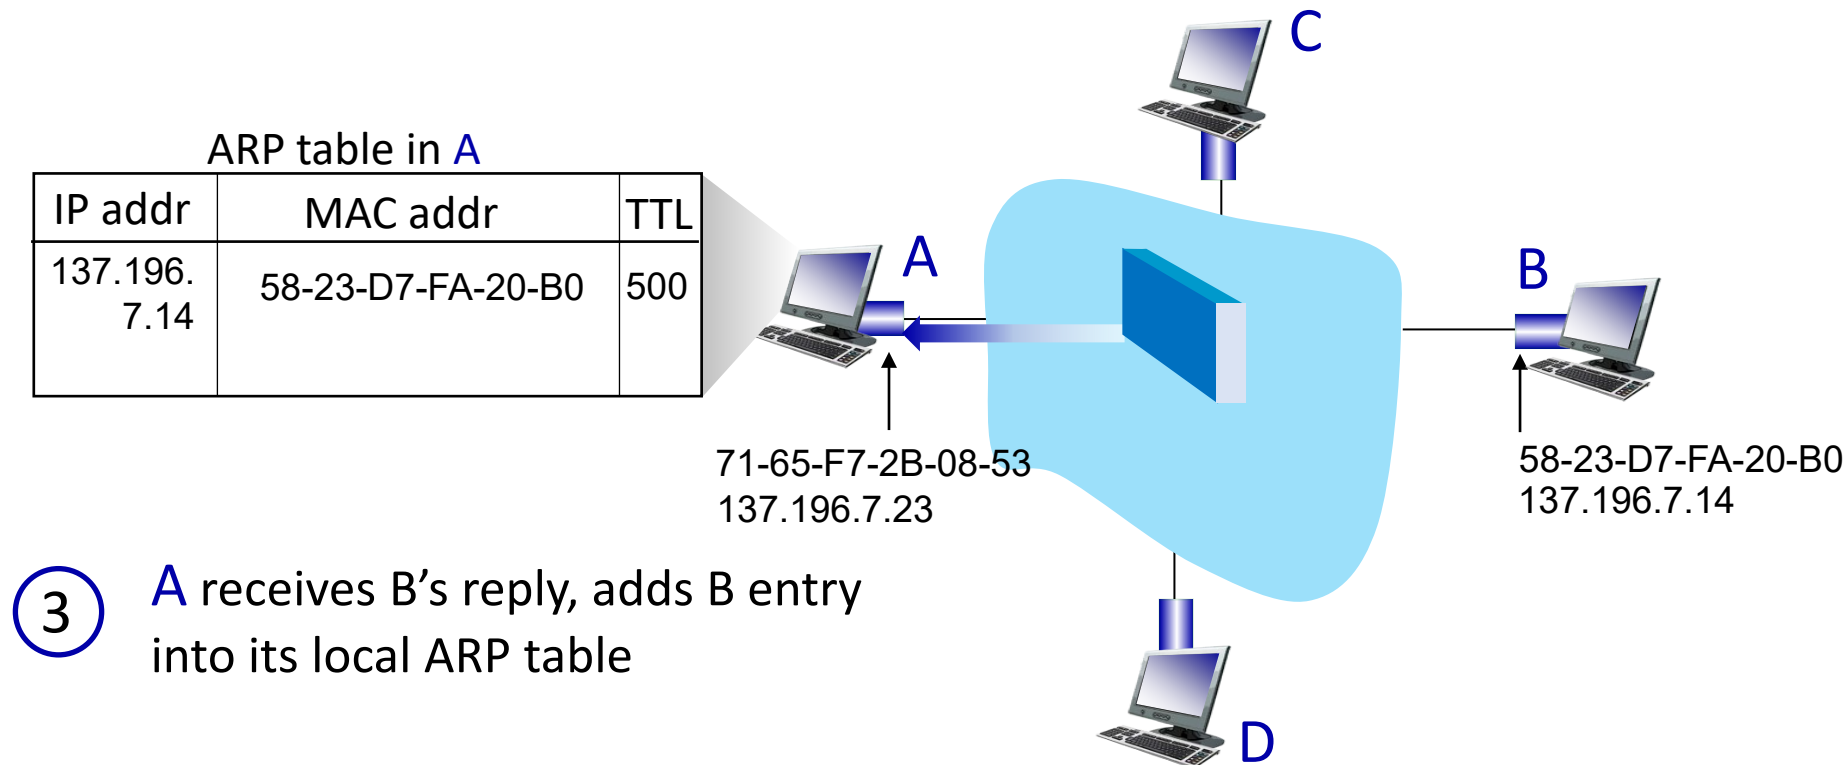 C
ARP table in A
IP addr MAC addr TTL
137.196.
7.14
58-23-D7-FA-20-B0
500
A
B
71-65-F7-2B-08-53
137.196.7.23
58-23-D7-FA-20-B0
137.196.7.14
3
A receives B’s reply, adds B entry
into its local ARP table
D